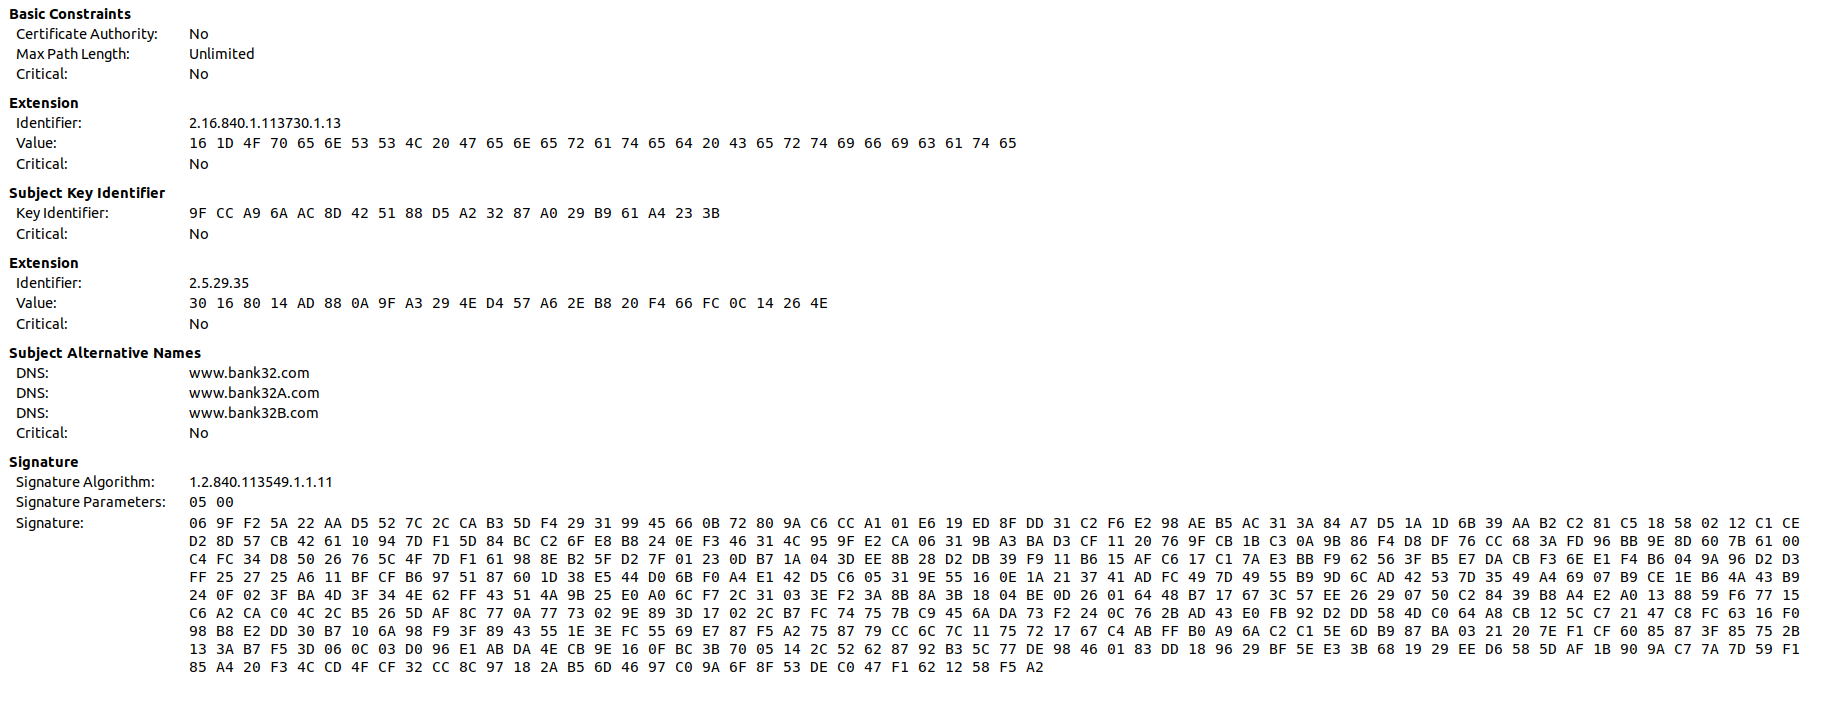 Basic Constraints
Certificate Authority: No
Max Path Length: Unlimited
Critical: No
Extension
Identifier: 2.16.840.1.113730.1.13
Value: 16 1D 4F 70 65 6E 53 53 4C 20 47 65 6E 65 72 61 74 65 64 20 43 65 72 74 69 66 69 63 61 74 65
Critical: No
Subject Key Identifier
Key Identifier: 9F CC A9 6A AC 8D 42 51 88 D5 A2 32 87 A0 29 B9 61 A4 23 3B
Critical: No
Extension
Identifier: 2.5.29.35
Value: 30 16 80 14 AD 88 0A 9F A3 29 4E D4 57 A6 2E B8 20 F4 66 FC 0C 14 26 4E
Critical: No
Subject Alternative Names
DNS: www.bank32.com
DNS: www.bank32A.com
DNS: www.bank32B.com
Critical: No
Signature
Signature Algorithm: 1.2.840.113549.1.1.11
Signature Parameters: 05 00
Signature: 06 9F F2 5A 22 AA D5 52 7C 2C CA B3 5D F4 29 31 99 45 66 0B 72 80 9A C6 CC A1 01 E6 19 ED 8F DD 31 C2 F6 E2 98 AE B5 AC 31 3A 84 A7 D5 1A 1D 6B 39 AA B2 C2 81 C5 18 58 02 12 C1 CE
D2 8D 57 CB 42 61 10 94 7D F1 5D 84 BC C2 6F E8 B8 24 0E F3 46 31 4C 95 9F E2 CA 06 31 9B A3 BA D3 CF 11 20 76 9F CB 1B C3 0A 9B 86 F4 D8 DF 76 CC 68 3A FD 96 BB 9E 8D 60 7B 61 00
C4 FC 34 D8 50 26 76 5C 4F 7D F1 61 98 8E B2 5F D2 7F 01 23 0D B7 1A 04 3D EE 8B 28 D2 DB 39 F9 11 B6 15 AF C6 17 C1 7A E3 BB F9 62 56 3F B5 E7 DA CB F3 6E E1 F4 B6 04 9A 96 D2 D3
FF 25 27 25 A6 11 BF CF B6 97 51 87 60 1D 38 E5 44 D0 6B F0 A4 E1 42 D5 C6 05 31 9E 55 16 0E 1A 21 37 41 AD FC 49 7D 49 55 B9 9D 6C AD 42 53 7D 35 49 A4 69 07 B9 CE 1E B6 4A 43 B9
24 0F 02 3F BA 4D 3F 34 4E 62 FF 43 51 4A 9B 25 E0 A0 6C F7 2C 31 03 3E F2 3A 8B 8A 3B 18 04 BE 0D 26 01 64 48 B7 17 67 3C 57 EE 26 29 07 50 C2 84 39 B8 A4 E2 A0 13 88 59 F6 77 15
C6 A2 CA C0 4C 2C B5 26 5D AF 8C 77 0A 77 73 02 9E 89 3D 17 02 2C B7 FC 74 75 7B C9 45 6A DA 73 F2 24 0C 76 2B AD 43 E0 FB 92 D2 DD 58 4D C0 64 A8 CB 12 5C C7 21 47 C8 FC 63 16 F0
98 B8 E2 DD 30 B7 10 6A 98 F9 3F 89 43 55 1E 3E FC 55 69 E7 87 F5 A2 75 87 79 CC 6C 7C 11 75 72 17 67 C4 AB FF B0 A9 6A C2 C1 5E 6D B9 87 BA 03 21 20 7E F1 CF 60 85 87 3F 85 75 2B
13 3A B7 F5 3D 06 0C 03 D0 96 E1 AB DA 4E CB 9E 16 0F BC 3B 70 05 14 2C 52 62 87 92 B3 5C 77 DE 98 46 01 83 DD 18 96 29 BF 5E E3 3B 68 19 29 EE D6 58 5D AF 1B 90 9A C7 7A 7D 59 F1
85 A4 20 F3 4C CD 4F CF 32 CC 8C 97 18 2A B5 6D 46 97 C0 9A 6F 8F 53 DE C0 47 F1 62 12 58 F5 A2